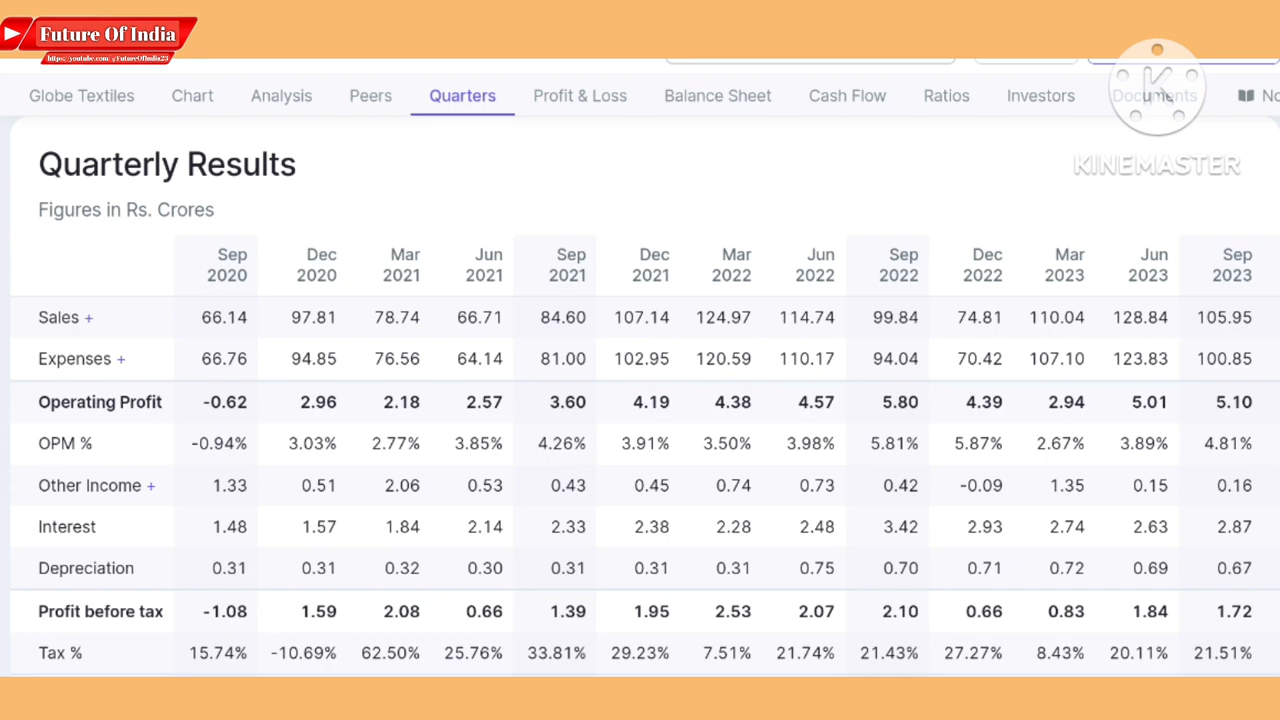 Future Of India
https://youtube.com/@FutureOfIndia23
Globe Textiles Chart Analysis Peers Quarters Profit & Loss Balance Sheet Cash Flow Ratios Investors Documents No
KINEMASTER
Quarterly Results
Figures in Rs. Crores
Sep Dec Mar Jun Sep Dec Mar Jun Sep Dec Mar Jun Sep
2020 2020 2021 2021 2021 2021 2022 2022 2022 2022 2023 2023 2023
Sales + 66.14 97.81 78.74 66.71 84.60 107.14 124.97 114.74 99.84 74.81 110.04 128.84 105.95
Expenses + 66.76 94.85 76.56 64.14 81.00 102.95 120.59 110.17 94.04 70.42 107.10 123.83 100.85
Operating Profit -0.62 2.96 2.18 2.57 3.60 4.19 4.38 4.57 5.80 4.39 2.94 5.01 5.10
OPM % -0.94% 3.03% 2.77% 3.85% 4.26% 3.91% 3.50% 3.98% 5.81% 5.87% 2.67% 3.89% 4.81%
Other Income + 1.33 0.51 2.06 0.53 0.43 0.45 0.74 0.73 0.42 -0.09 1.35 0.15 0.16
Interest 1.48 1.57 1.84 2.14 2.33 2.38 2.28 2.48 3.42 2.93 2.74 2.63 2.87
Depreciation 0.31 0.31 0.32 0.30 0.31 0.31 0.31 0.75 0.70 0.71 0.72 0.69 0.67
Profit before tax -1.08 1.59 2.08 0.66 1.39 1.95 2.53 2.07 2.10 0.66 0.83 1.84 1.72
Tax % 15.74% -10.69% 62.50% 25.76% 33.81% 29.23% 7.51% 21.74% 21.43% 27.27% 8.43% 20.11% 21.51%